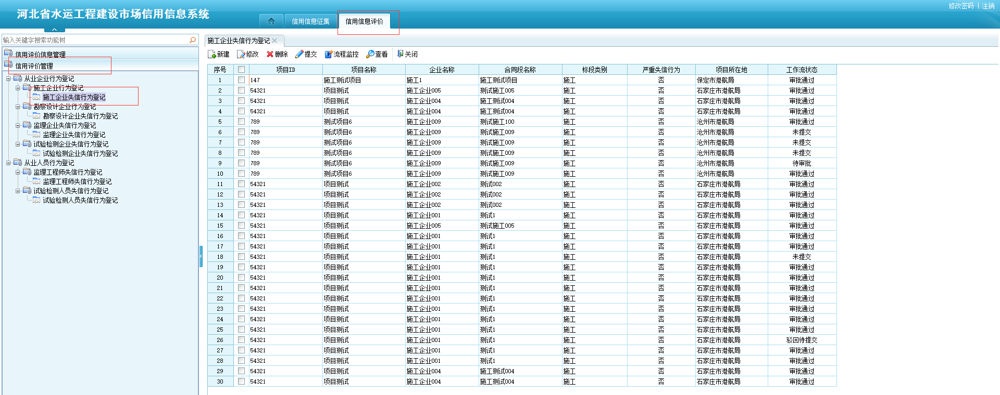 修改密码 | 注销
河北省水运工程建设市场信用信息系统
信用信息征集 信用信息评价
输入关键字搜索功能树
信用评价信息管理
信用评价管理
从业企业行为登记
施工企业行为登记
施工企业失信行为登记
勘察设计企业行为登记
勘察设计企业失信行为登记
监理企业失信行为登记
监理企业失信行为登记
试验检测企业失信行为登记
试验检测企业失信行为登记
从业人员行为登记
监理工程师失信行为登记
监理工程师失信行为登记
试验检测人员失信行为登记
试验检测人员失信行为登记
施工企业失信行为登记
新建 修改 删除 提交 流程监控 查看 关闭
序号 项目ID 项目名称 企业名称 合同段名称 标段类别 严重失信行为 项目所在地 工作流状态
1 147 施工测试项目 施工1 施工测试项目 施工 否 保定市港航局 审批通过
2 54321 项目测试 施工企业005 测试施工005 施工 否 石家庄市港航局 审批通过
3 54321 项目测试 施工企业004 施工测试004 施工 否 石家庄市港航局 审批通过
4 54321 项目测试 施工企业004 施工测试004 施工 否 石家庄市港航局 审批通过
5 789 测试项目6 施工企业009 测试施工100 施工 否 沧州市港航局 审批通过
6 789 测试项目6 施工企业009 测试施工009 施工 否 沧州市港航局 未提交
7 789 测试项目6 施工企业009 测试施工009 施工 否 沧州市港航局 未提交
8 789 测试项目6 施工企业009 测试施工009 施工 否 沧州市港航局 未提交
9 789 测试项目6 施工企业009 测试施工009 施工 否 沧州市港航局 待审批
10 789 测试项目6 施工企业009 测试施工009 施工 否 沧州市港航局 审批通过
11 54321 项目测试 施工企业002 测试002 施工 否 石家庄市港航局 审批通过
12 54321 项目测试 施工企业002 测试002 施工 否 石家庄市港航局 审批通过
13 54321 项目测试 施工企业002 测试002 施工 否 石家庄市港航局 审批通过
14 54321 项目测试 施工企业001 测试1 施工 否 石家庄市港航局 审批通过
15 54321 项目测试 施工企业005 测试施工005 施工 否 石家庄市港航局 审批通过
16 54321 项目测试 施工企业001 测试1 施工 否 石家庄市港航局 审批通过
17 54321 项目测试 施工企业001 测试1 施工 否 石家庄市港航局 审批通过
18 54321 项目测试 施工企业001 测试1 施工 否 石家庄市港航局 未提交
19 54321 项目测试 施工企业001 测试1 施工 否 石家庄市港航局 审批通过
20 54321 项目测试 施工企业001 测试1 施工 否 石家庄市港航局 审批通过
21 54321 项目测试 施工企业001 测试1 施工 否 石家庄市港航局 审批通过
22 54321 项目测试 施工企业001 测试1 施工 否 石家庄市港航局 审批通过
23 54321 项目测试 施工企业001 测试1 施工 否 石家庄市港航局 审批通过
24 54321 项目测试 施工企业001 测试1 施工 否 石家庄市港航局 审批通过
25 54321 项目测试 施工企业001 测试1 施工 否 石家庄市港航局 审批通过
26 54321 项目测试 施工企业001 测试1 施工 否 石家庄市港航局 驳回待提交
27 54321 项目测试 施工企业001 测试1 施工 否 石家庄市港航局 审批通过
28 54321 项目测试 施工企业001 测试1 施工 否 石家庄市港航局 审批通过
29 54321 项目测试 施工企业004 施工测试004 施工 否 石家庄市港航局 审批通过
30 54321 项目测试 施工企业004 施工测试004 施工 否 石家庄市港航局 审批通过